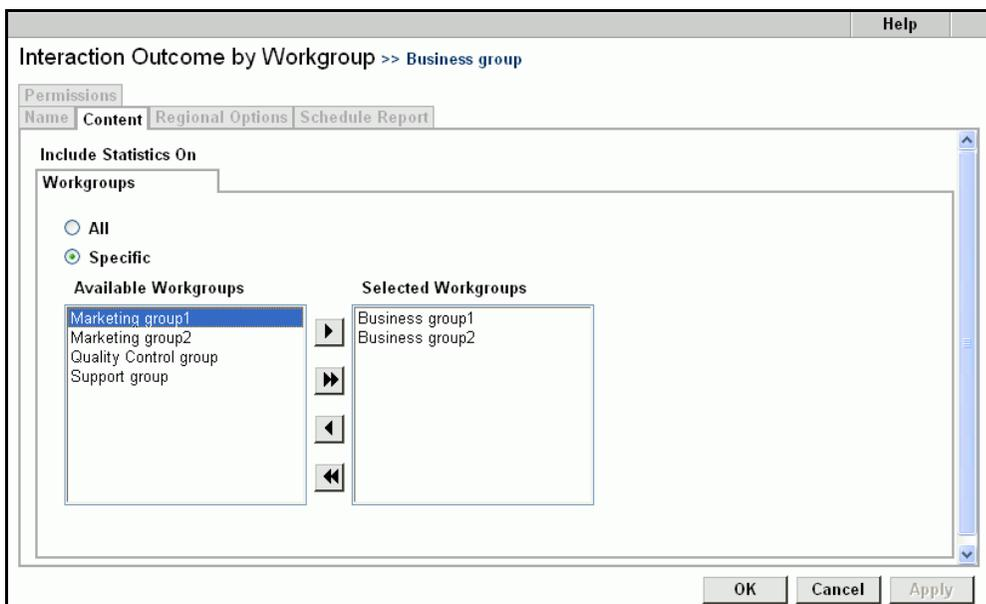 Help
Interaction Outcome by Workgroup >> Business group
Permissions
Name Content Regional Options Schedule Report
Include Statistics On
Workgroups
All
Specific
Available Workgroups Selected Workgroups
Marketing group1 Business group1
Marketing group2 Business group2
Quality Control group
Support group
OK Cancel Apply